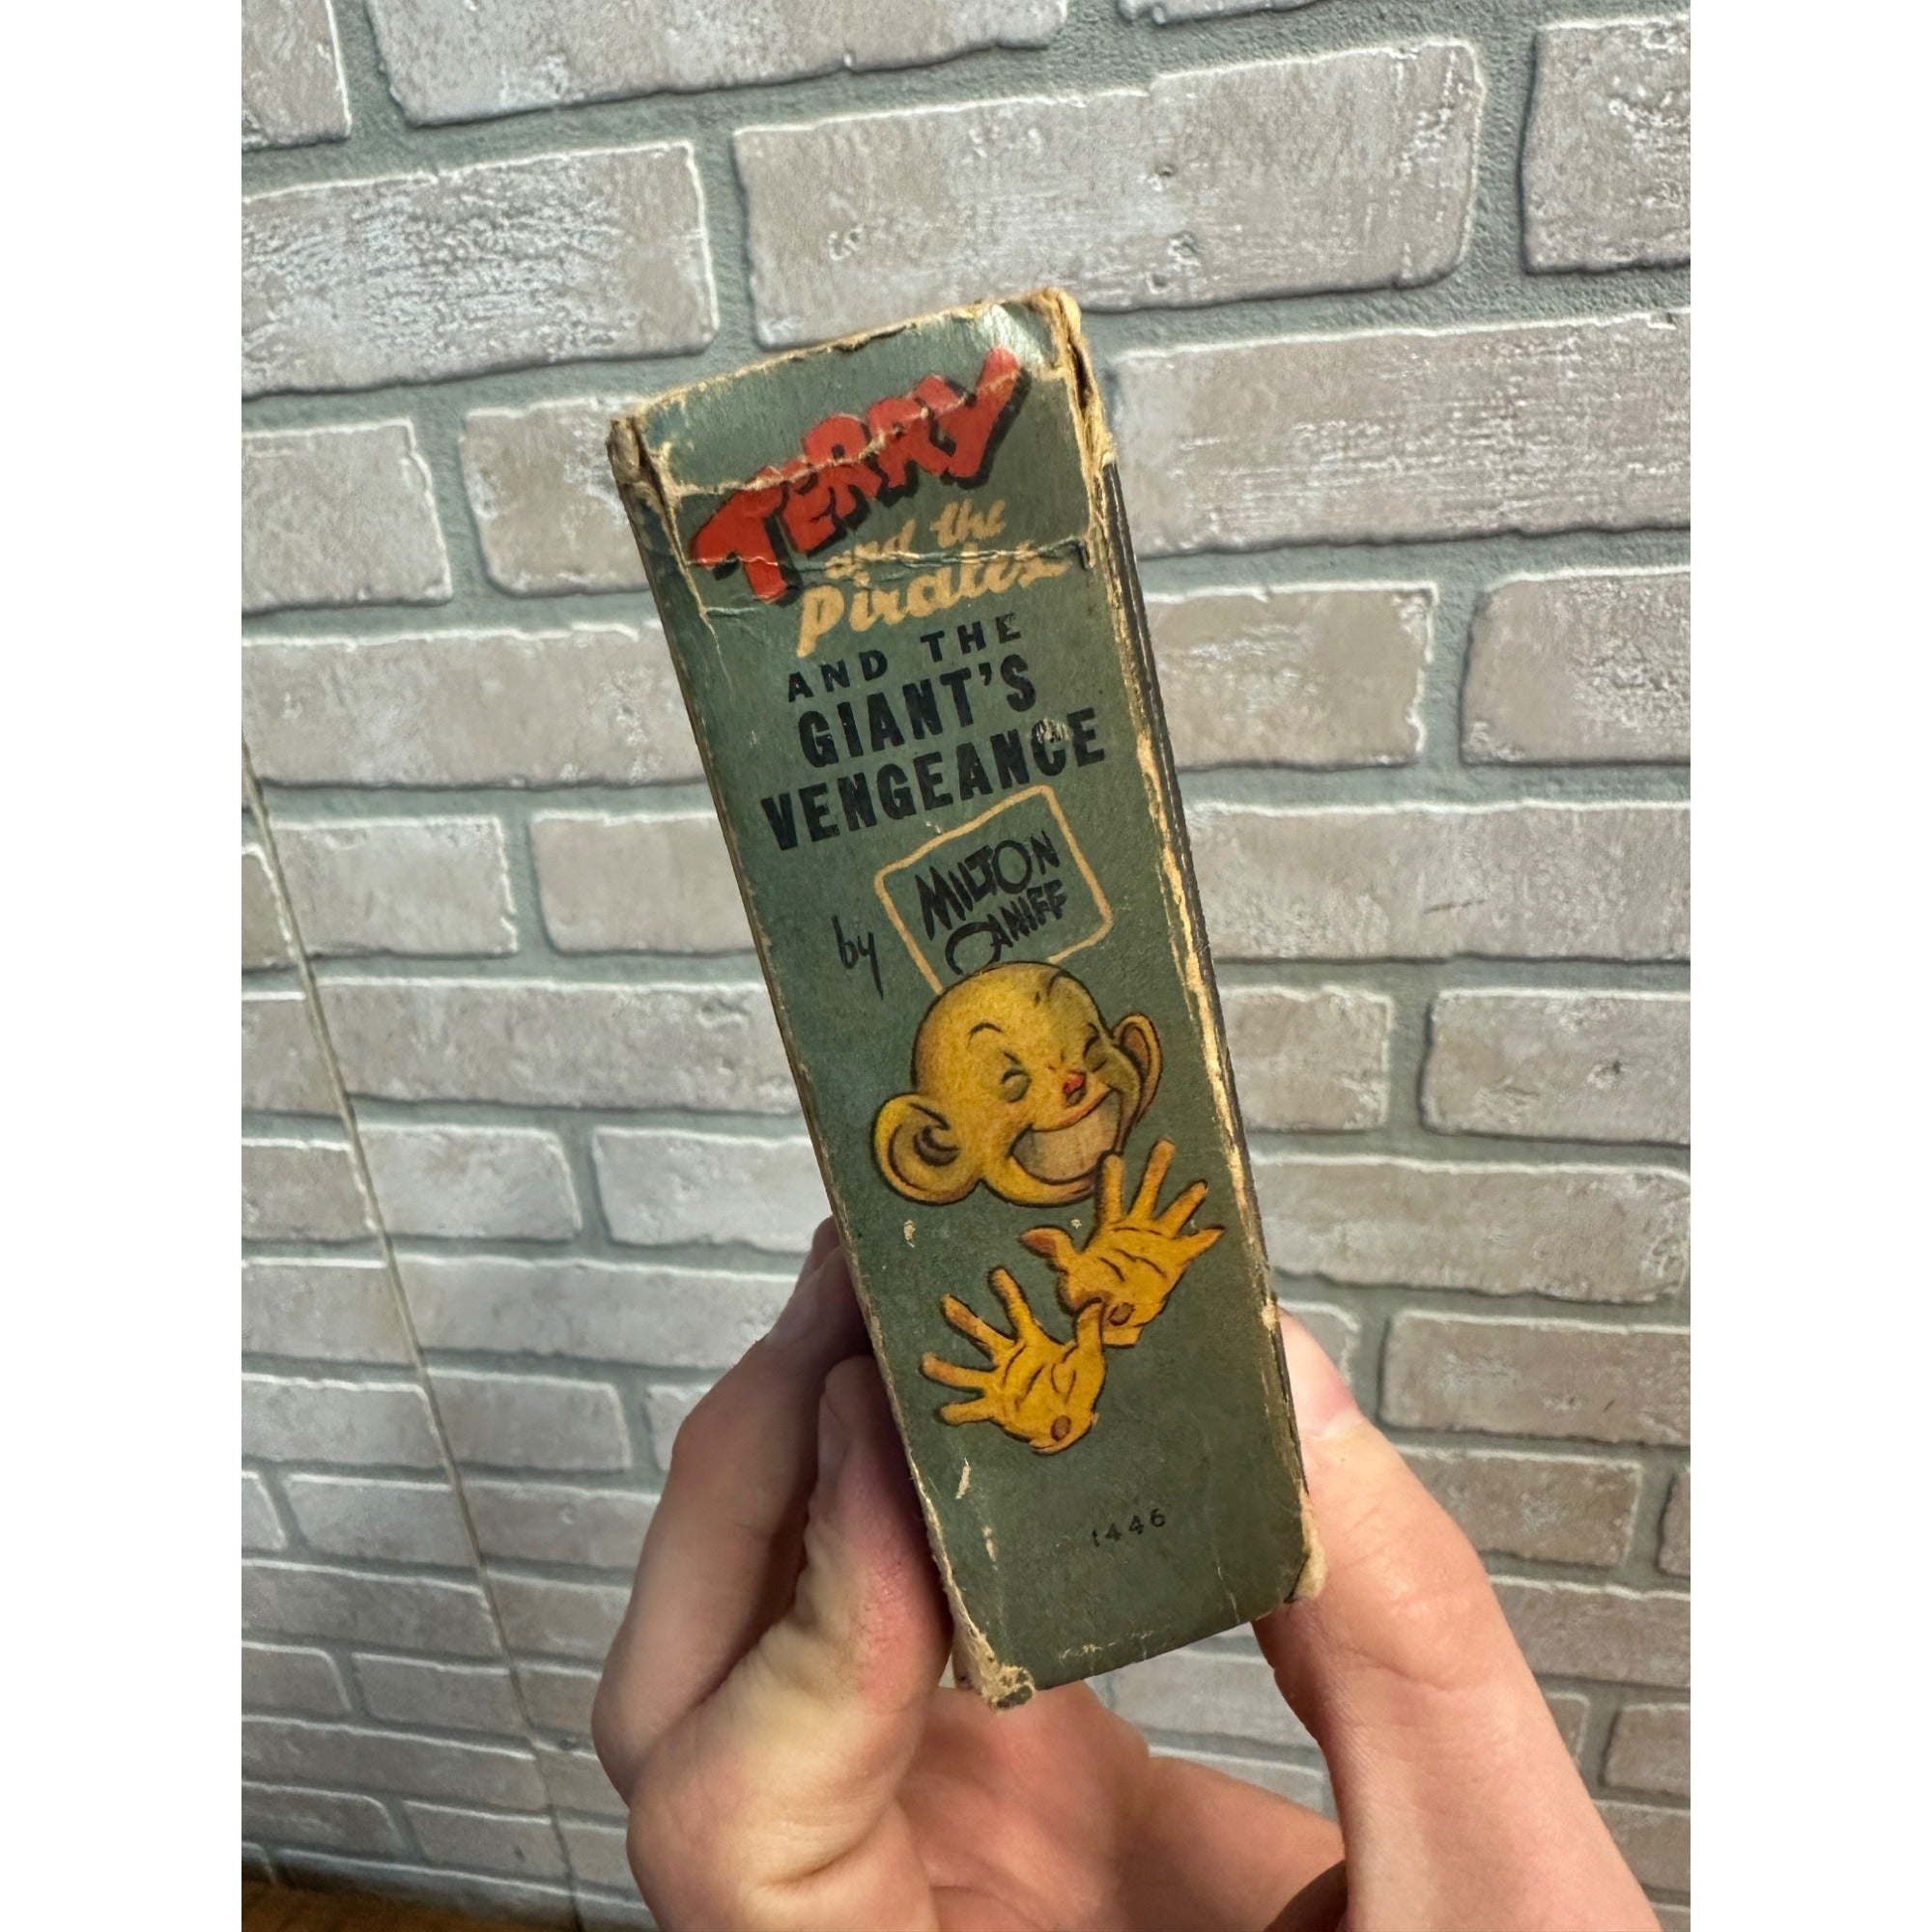 TERRY
and the
Pirates
AND THE
GIANT'S
VENGEANCE
by MILTON
CANIFF
1446